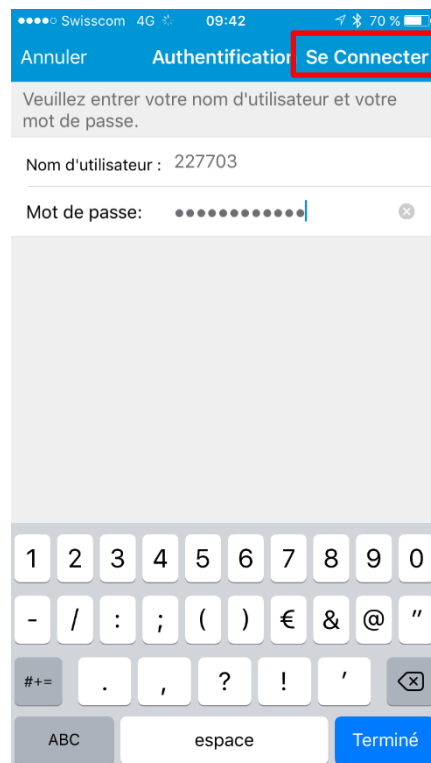 Swisscom 4G 09:42 70 %
Annuler Authentification Se Connecter
Veuillez entrer votre nom d'utilisateur et votre
mot de passe.
Nom d'utilisateur : 227703
Mot de passe: ••••••••••••
1 2 3 4 5 6 7 8 9 0
- / : ; ( ) € & @ "
#+= . , ? ! '
ABC espace Terminé